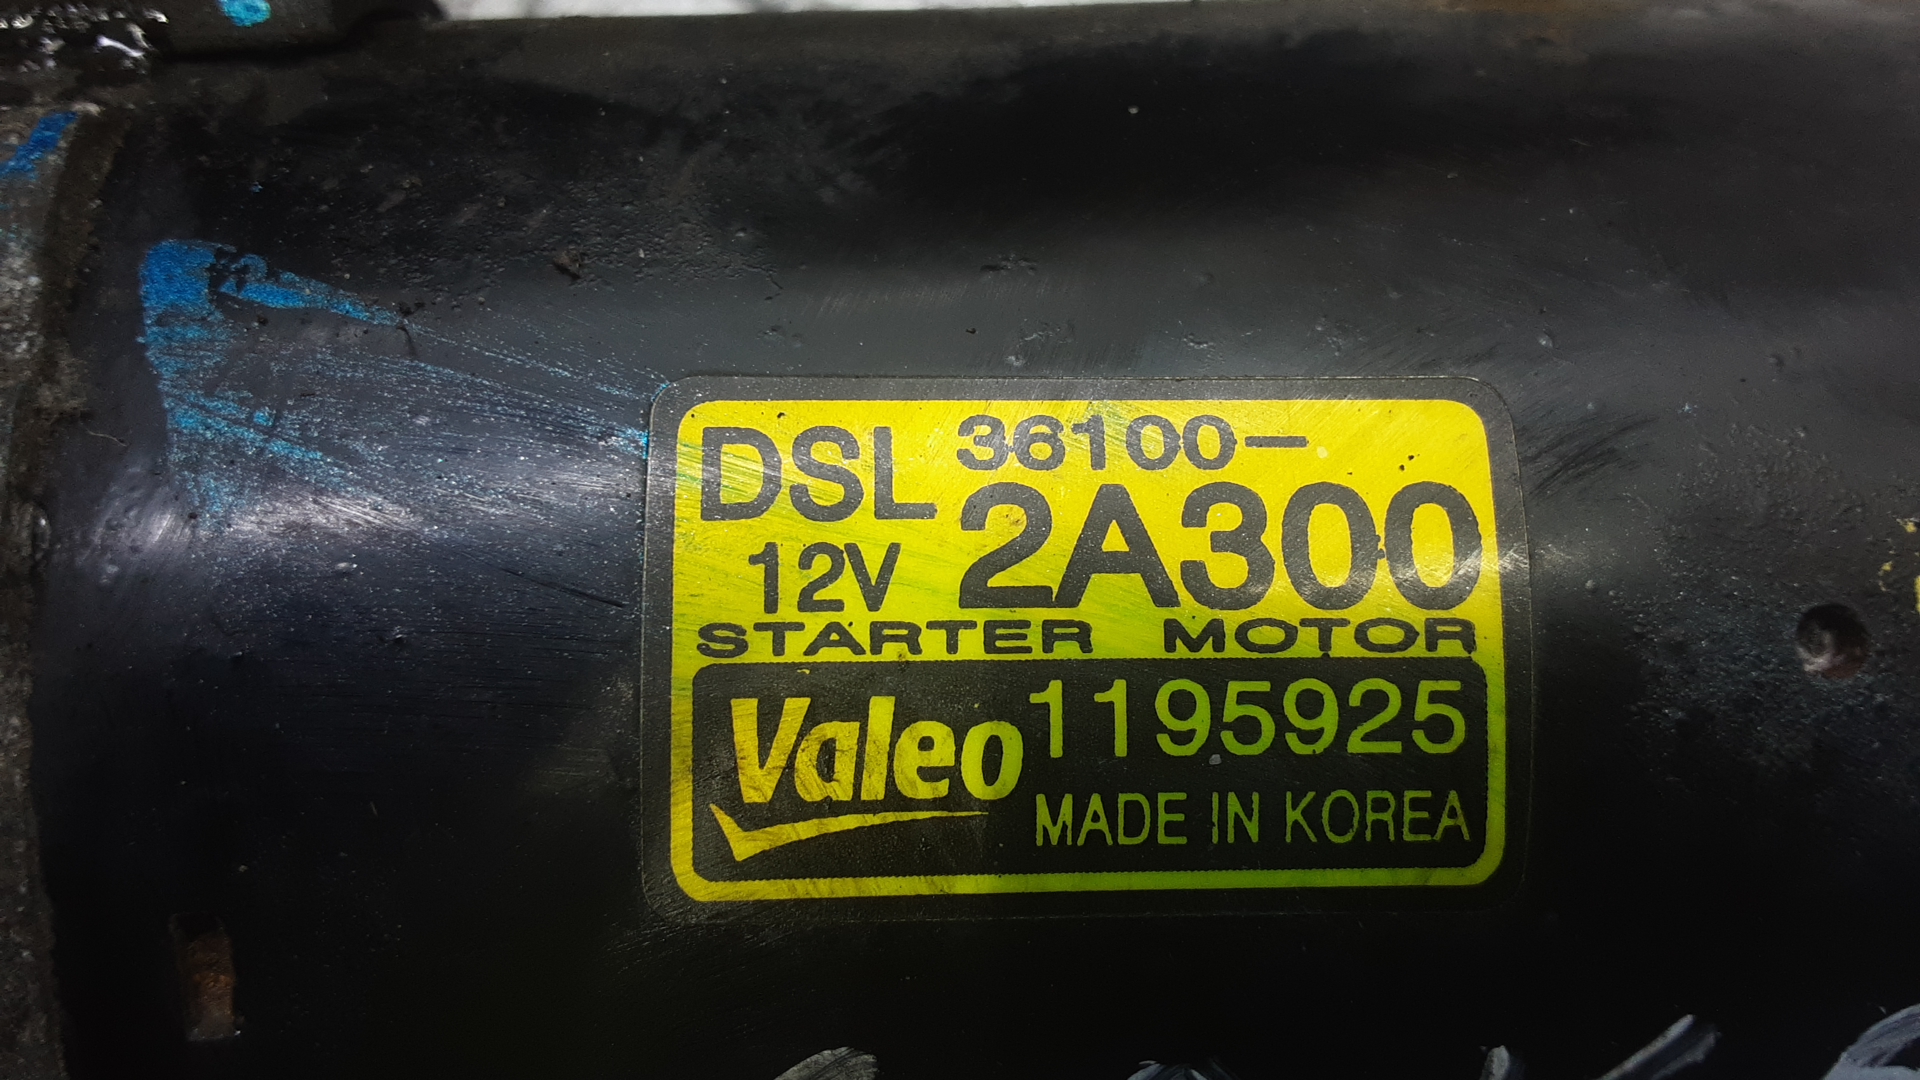 DSL 36100-
12V 2A300
STARTER MOTOR
Valeo 1195925
MADE IN KOREA